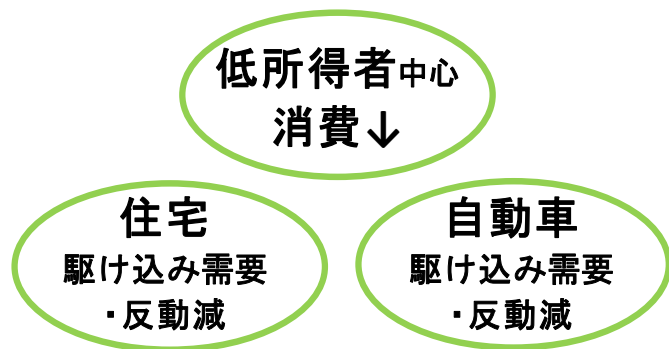 低所得者中心
消費↓
住宅
駆け込み需要
・反動減
自動車
駆け込み需要
・反動減